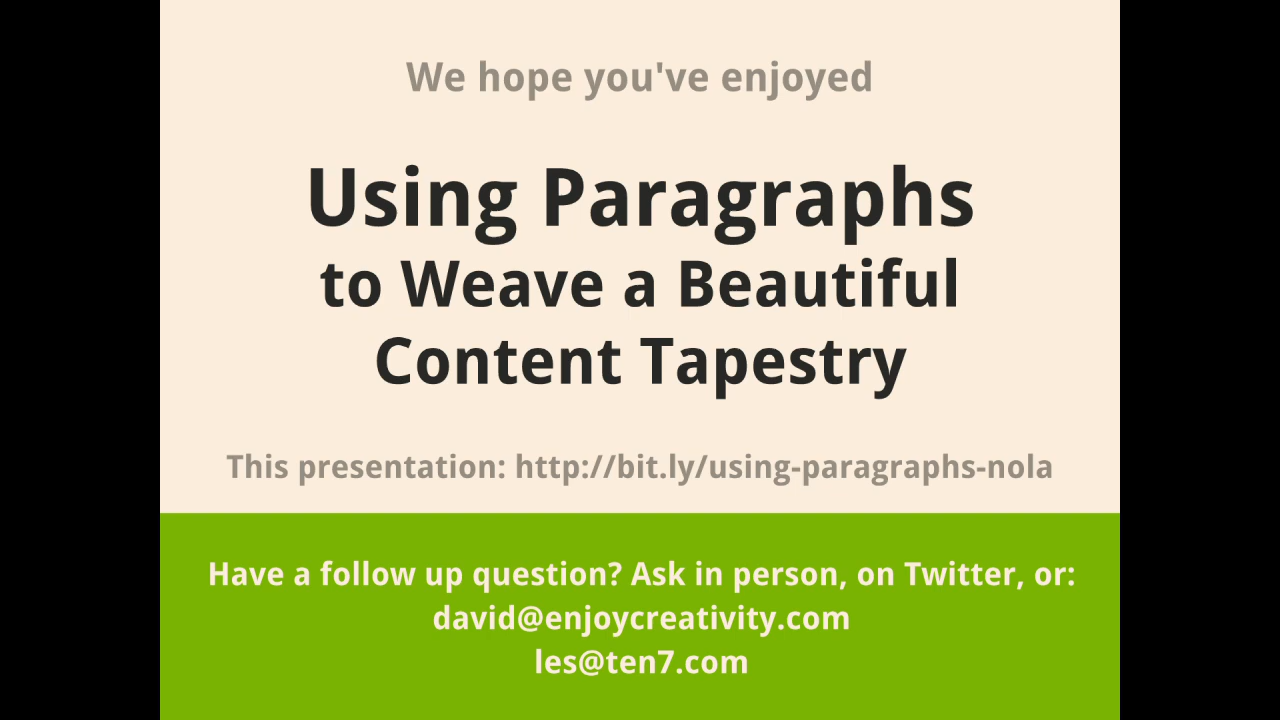 We hope you've enjoyed
Using Paragraphs
to Weave a Beautiful
Content Tapestry
This presentation: http://bit.ly/using-paragraphs-nola
Have a follow up question? Ask in person, on Twitter, or:
david@enjoycreativity.com
les@ten7.com